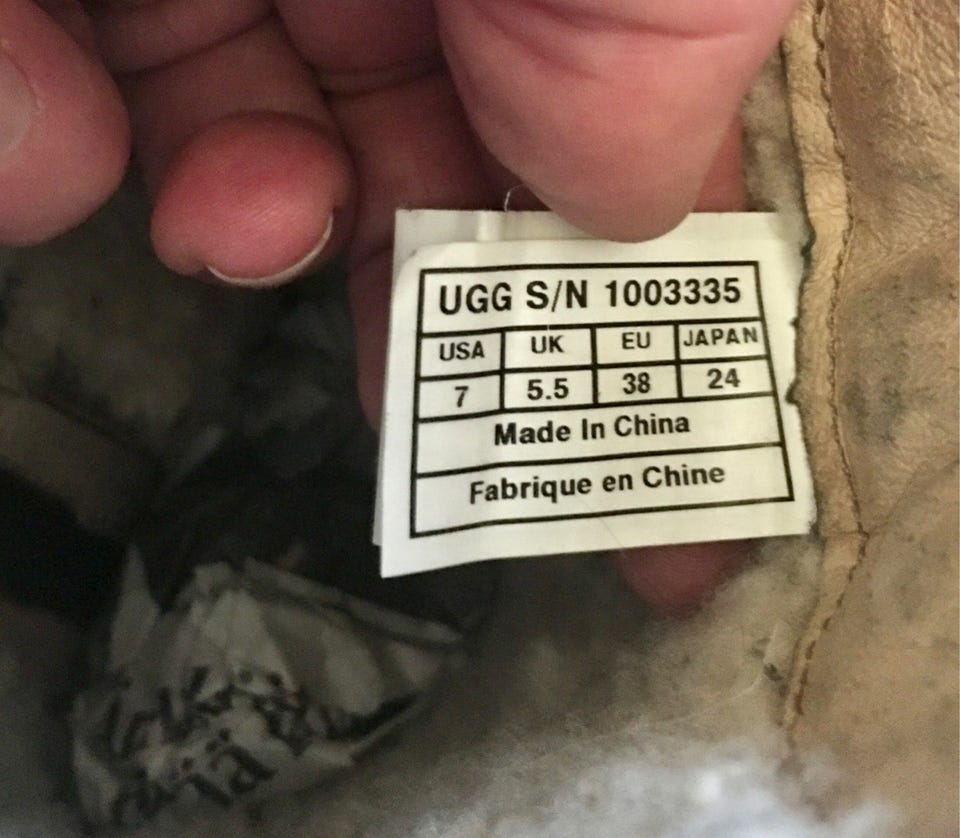 UGG S/N 1003335
USA UK EU JAPAN
7 5.5 38 24
Made In China
Fabrique en Chine